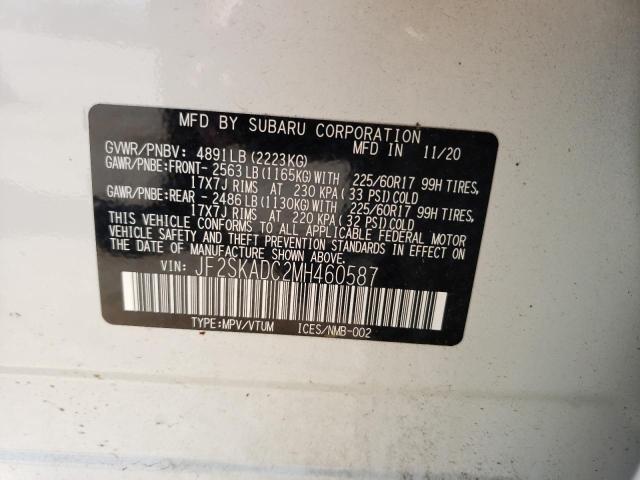 MFD BY SUBARU CORPORATION
GVWR/PNBV: 4891LB(2223KG) MFD IN 11/20
GAWR/PNBE:FRONT- 2563 LB(1165KG)WITH 225/60R17 99H TIRES,
17X7J RIMS AT 230 KPA(33 PSI)COLD
GAWR/PNBE:REAR - 2486 LB(1130KG)WITH 225/60R17 99H TIRES,
17X7J RIMS AT 220 KPA(32 PSI)COLD
THIS VEHICLE CONFORMS TO ALL APPLICABLE FEDERAL MOTOR
VEHICLE SAFETY AND THEFT PREVENTION STANDARDS IN EFFECT ON
THE DATE OF MANUFACTURE SHOWN ABOVE.
VIN: JF2SKADC2MH460587
TYPE:MPV/VTUM ICES/NMB-002